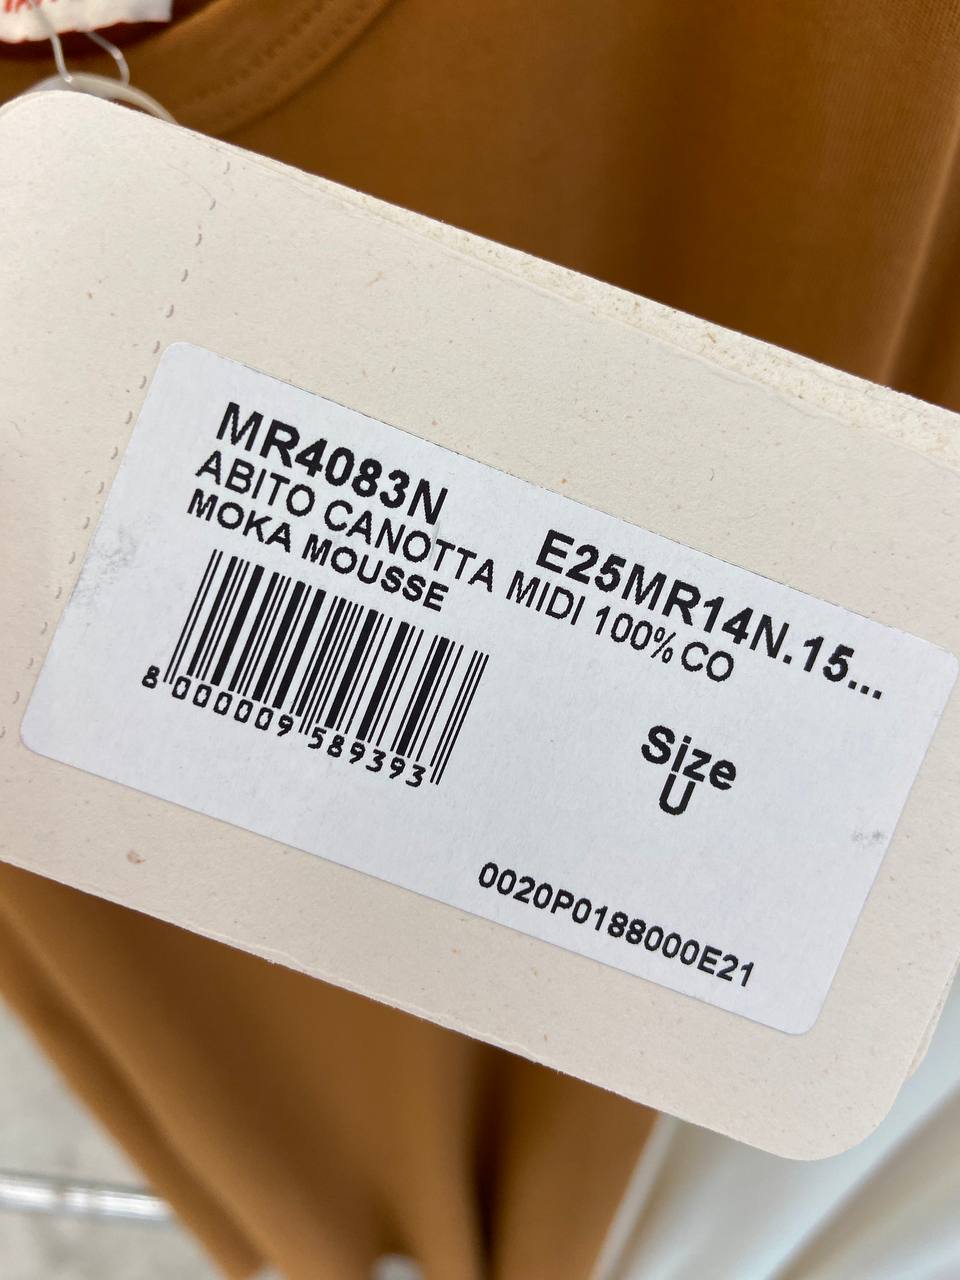 MR4083N E25MR14N.15...
ABITO CANOTTA MIDI 100% CO
MOKA MOUSSE
8 000009 589393
Size
U
0020P0188000E21